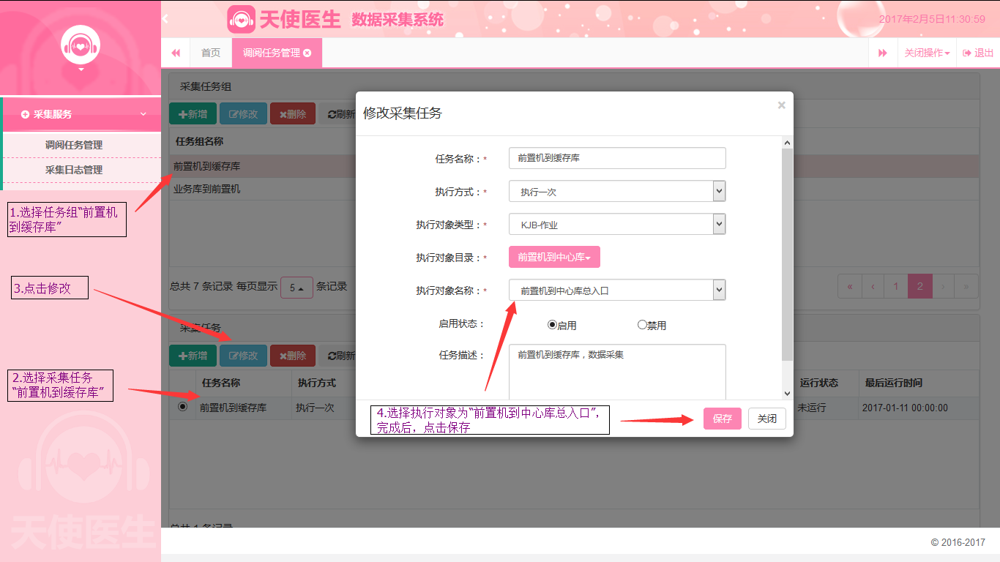 天使医生 数据采集系统
2017年2月5日11:30:59
首页
调阅任务管理
关闭操作
退出
采集服务
调阅任务管理
采集日志管理
1.选择任务组“前置机
到缓存库”
3.点击修改
2.选择采集任务
“前置机到缓存库”
天使医生
采集任务组
新增 修改 删除 刷新
任务组名称
前置机到缓存库
业务库到前置机
总共 7 条记录 每页显示 5 条记录
« ‹ 1 2 › »
采集任务
新增 修改 删除 刷新
任务名称 执行方式 运行状态 最后运行时间
前置机到缓存库 执行一次 未运行 2017-01-11 00:00:00
总共 1 条记录
修改采集任务
×
任务名称：* 前置机到缓存库
执行方式：* 执行一次
执行对象类型：* KJB-作业
执行对象目录：* 前置机到中心库
执行对象名称：* 前置机到中心库总入口
启用状态： 启用 禁用
任务描述： 前置机到缓存库，数据采集
4.选择执行对象为“前置机到中心库总入口”，
完成后，点击保存
保存 关闭
© 2016-2017